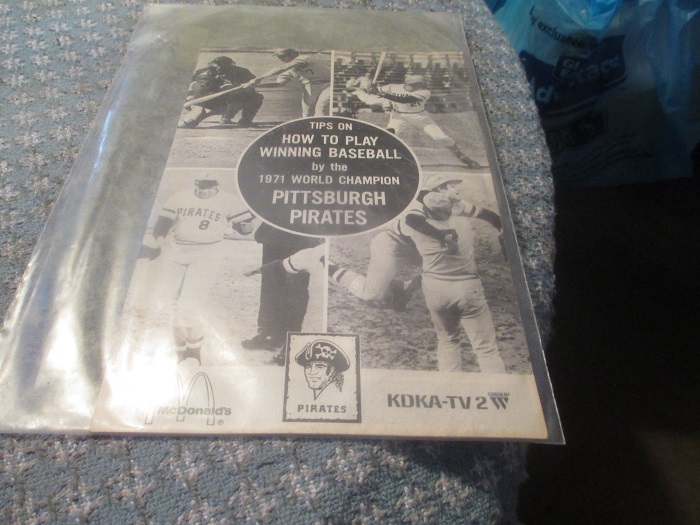 TIPS ON
HOW TO PLAY
WINNING BASEBALL
by the
1971 WORLD CHAMPION
PITTSBURGH
PIRATES
PIRATES
8
PIRATES
McDonald's
®
KDKA-TV 2